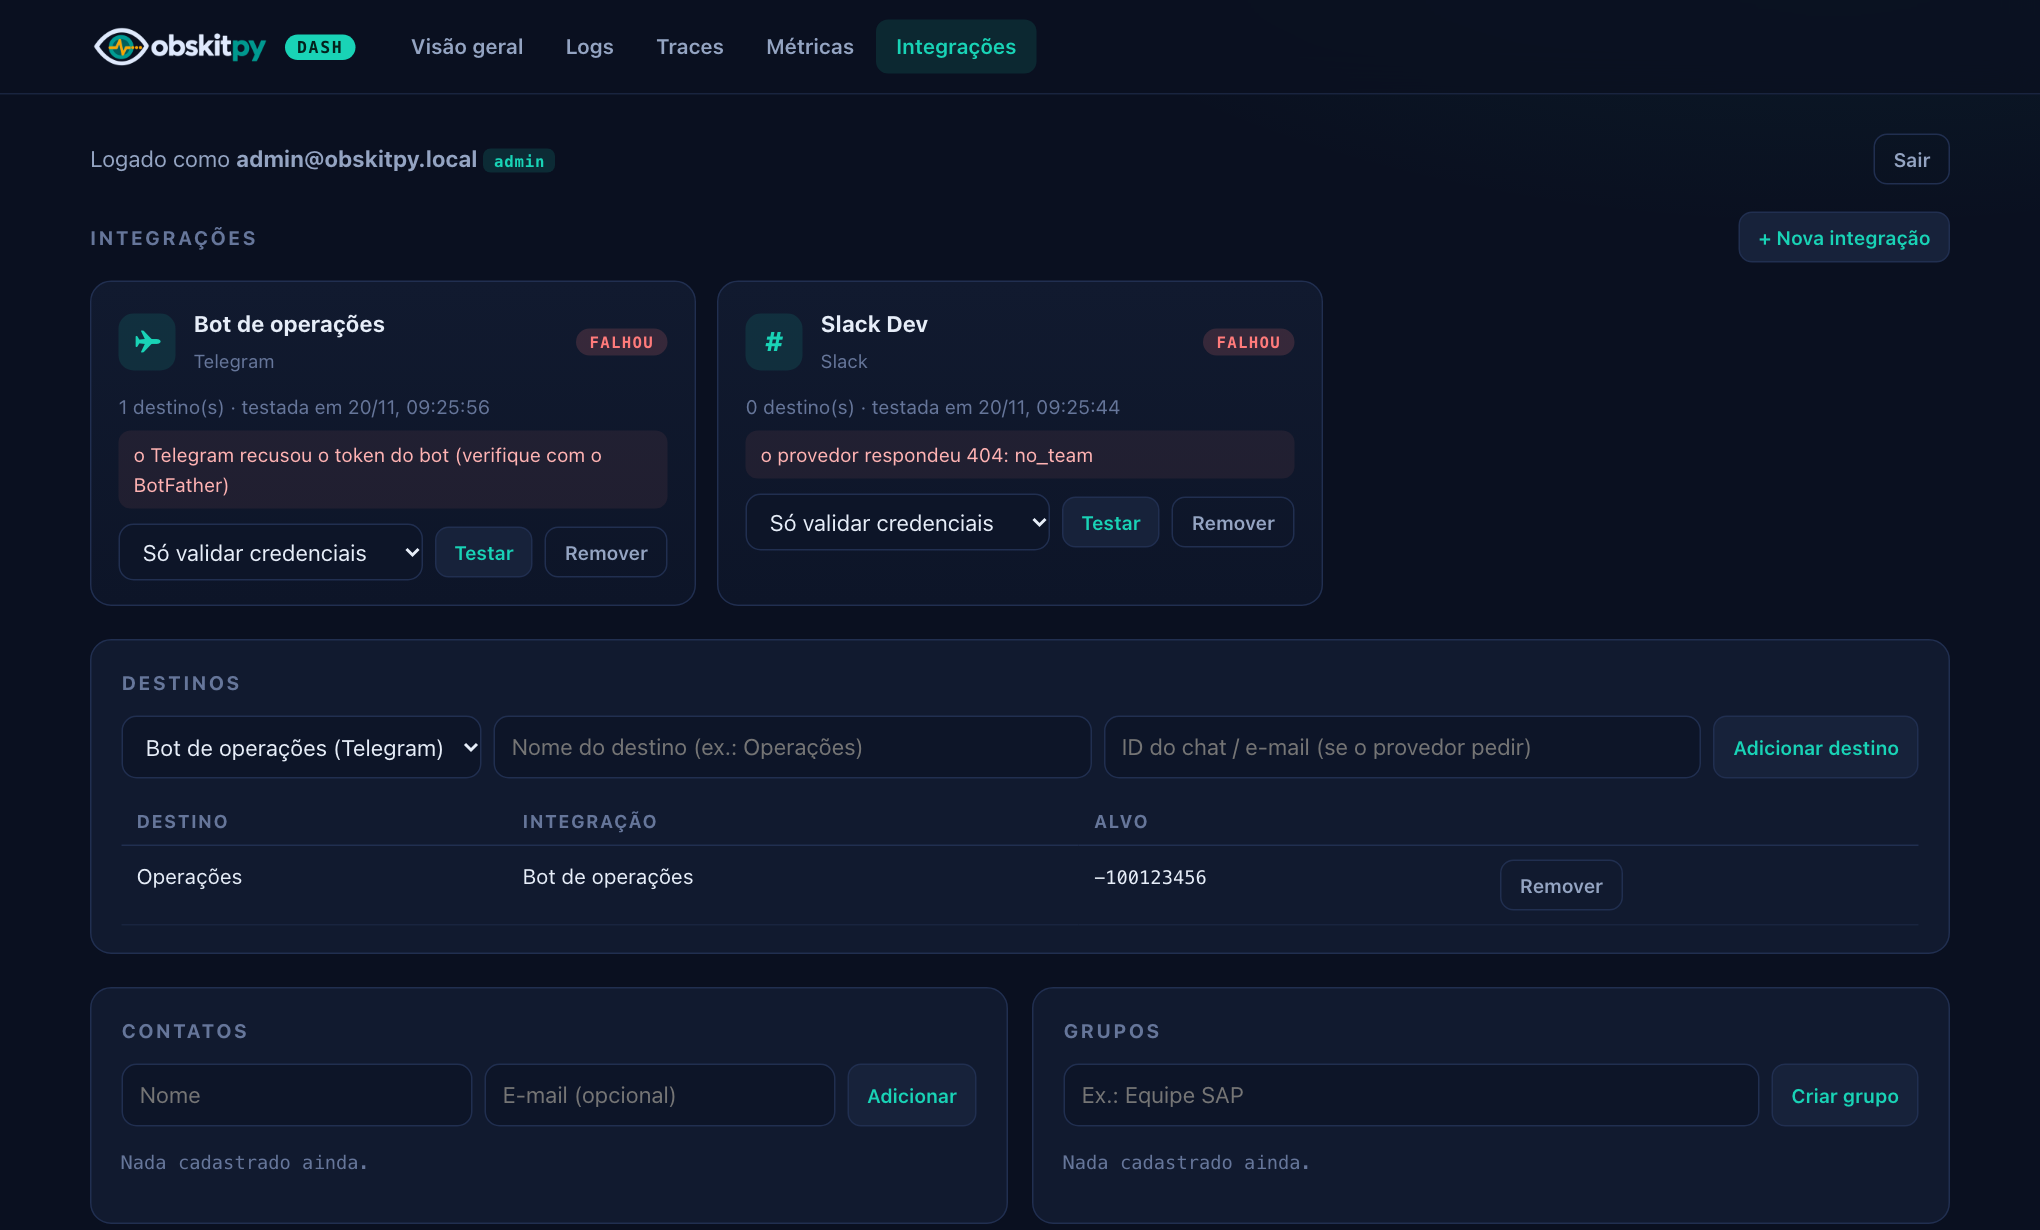 obskitpy DASH Visão geral Logs Traces Métricas Integrações
Logado como admin@obskitpy.local admin
Sair
INTEGRAÇÕES
+ Nova integração
Bot de operações
Telegram
FALHOU
1 destino(s) · testada em 20/11, 09:25:56
o Telegram recusou o token do bot (verifique com o
BotFather)
Só validar credenciais Testar Remover
# Slack Dev
Slack
FALHOU
0 destino(s) · testada em 20/11, 09:25:44
o provedor respondeu 404: no_team
Só validar credenciais Testar Remover
DESTINOS
Bot de operações (Telegram) Nome do destino (ex.: Operações) ID do chat / e-mail (se o provedor pedir) Adicionar destino
DESTINO INTEGRAÇÃO ALVO
Operações Bot de operações -100123456 Remover
CONTATOS
Nome E-mail (opcional) Adicionar
Nada cadastrado ainda.
GRUPOS
Ex.: Equipe SAP Criar grupo
Nada cadastrado ainda.